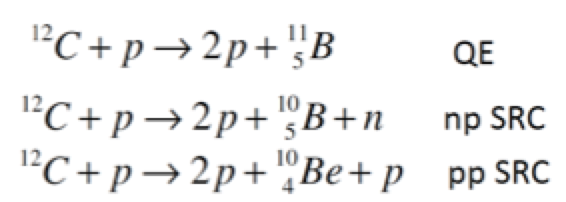 ¹²C + p → 2p + ¹¹₅B QE
¹²C + p → 2p + ¹⁰₅B + n np SRC
¹²C + p → 2p + ¹⁰₄Be + p pp SRC